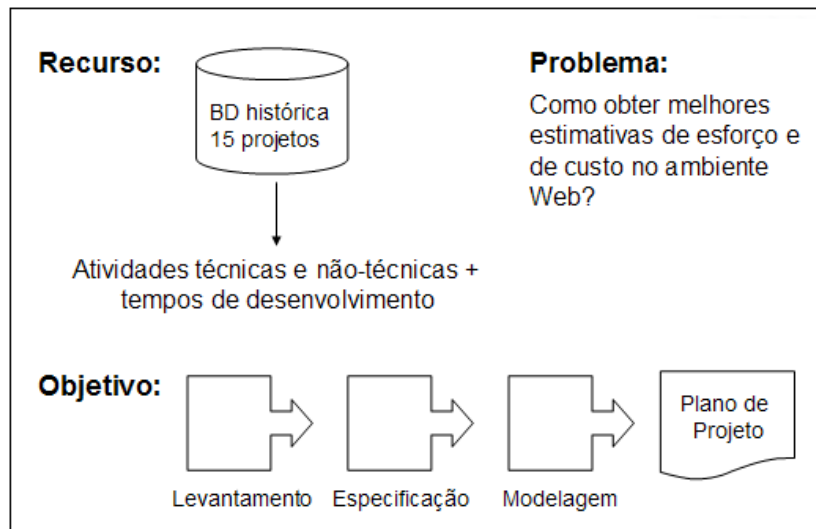 Recurso:
BD histórica
15 projetos
Problema:
Como obter melhores
estimativas de esforço e
de custo no ambiente
Web?
Atividades técnicas e não-técnicas +
tempos de desenvolvimento
Objetivo:
Levantamento
Especificação
Modelagem
Plano de
Projeto